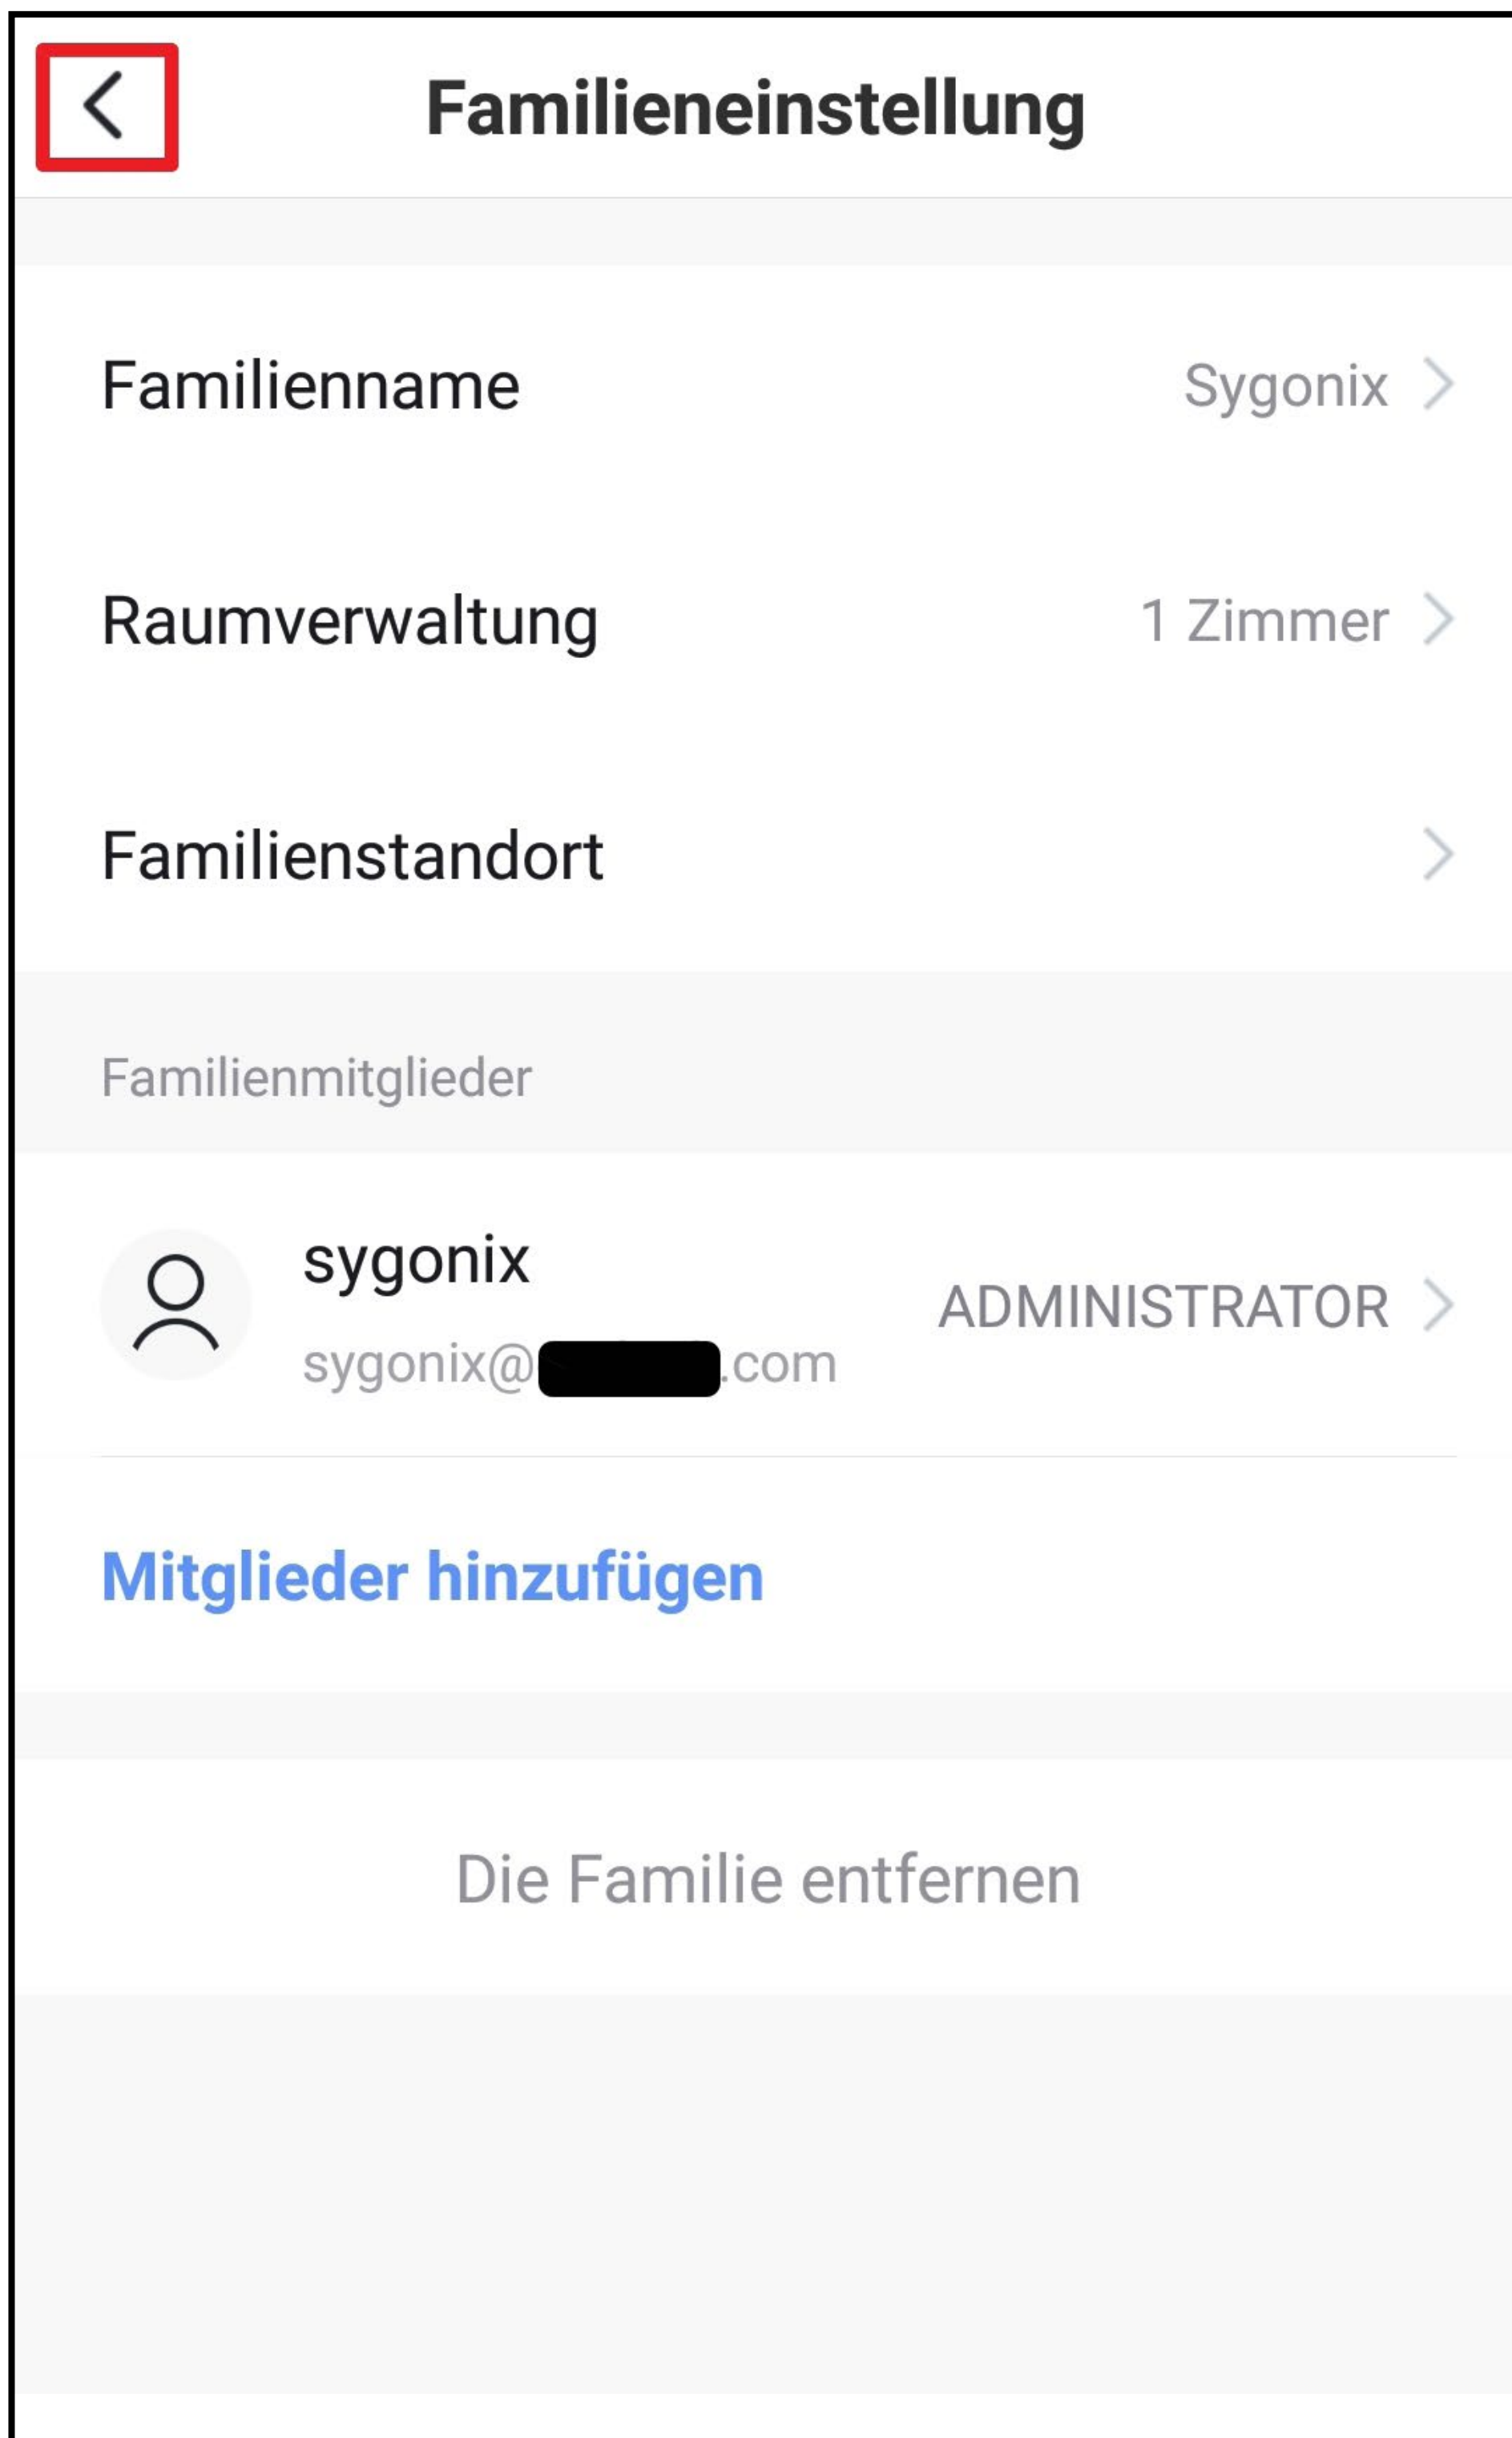 Familieneinstellung
Familienname Sygonix
Raumverwaltung 1 Zimmer
Familienstandort
Familienmitglieder
sygonix
ADMINISTRATOR
sygonix@ .com
Mitglieder hinzufügen
Die Familie entfernen